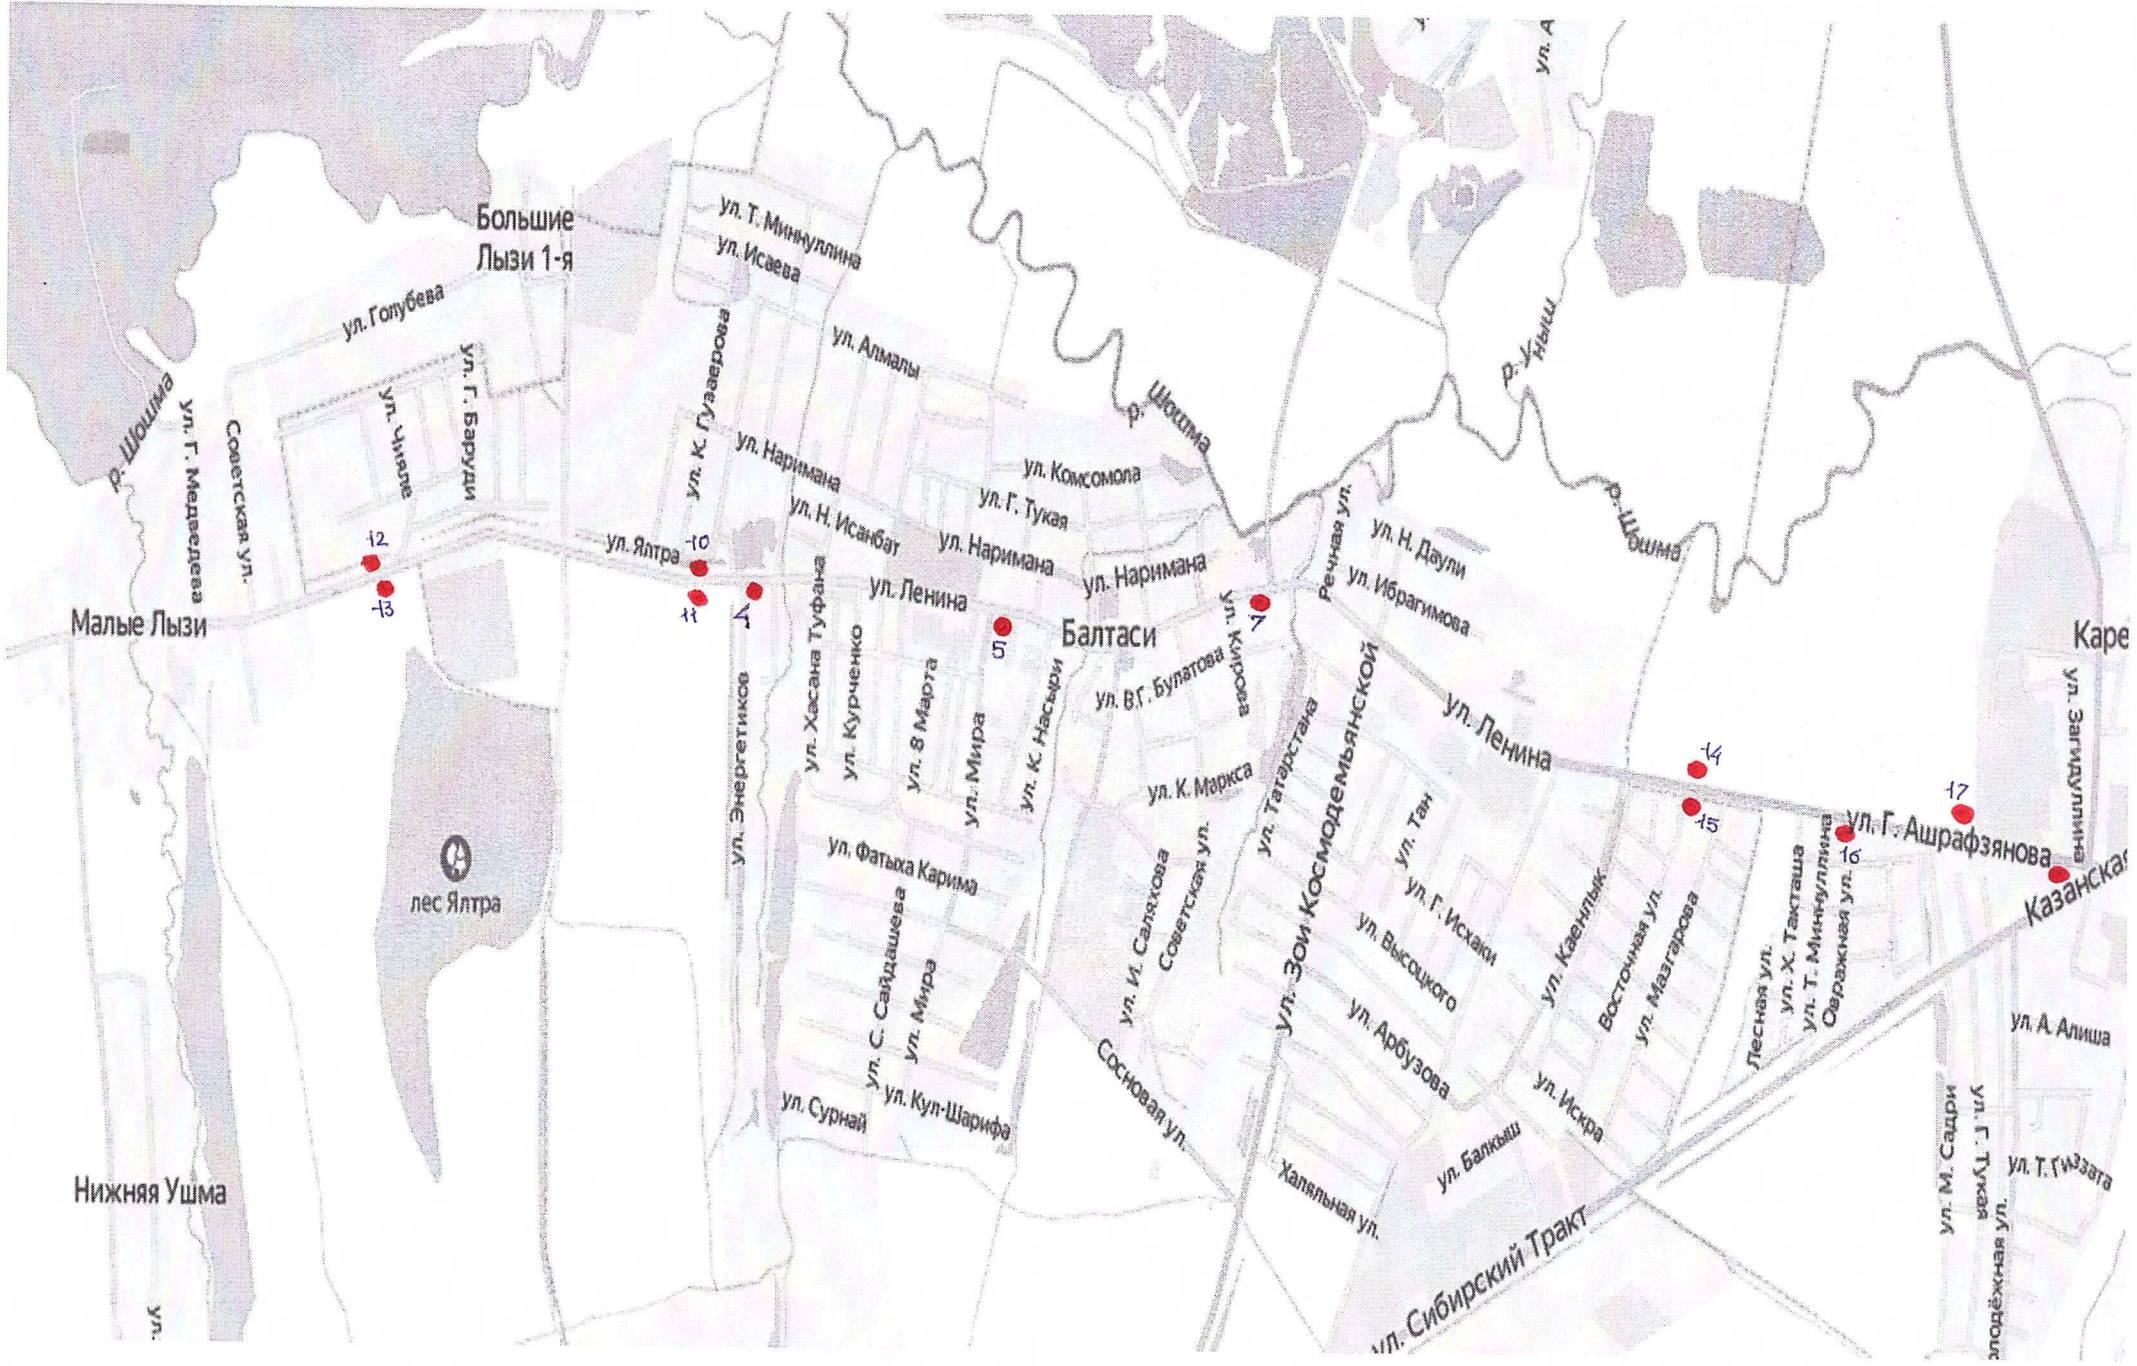 ул. А
Большие
Лызи 1-я
ул. Т. Миннуллина
ул. Исаева
ул. Голубева
р. Уныш
ул. К. Гузаерова
ул. Алмалы
р. Шошма
ул. Г. Медведева
Советская ул.
ул. Чияле
ул. Г. Баруди
р. Шошма
ул. Наримана
ул. Комсомола
ул. Г. Тукая
ул. Н. Исанбат
ул. Наримана
ул. Наримана
Речная ул.
ул. Н. Даули
ул. Ибрагимова
р. Шошма
12
13
ул. Ялтра
10
11
4
ул. Ленина
5
7
Малые Лызи
Балтаси
Каре
ул. Хасана Туфана
ул. Курченко
ул. 8 Марта
ул. Мира
ул. К. Насыри
ул. В.Г. Булатова
ул. Кирова
ул. Энергетиков
ул. Татарстана
ул. Зои Космодемьянской
ул. Ленина
14
15
16
17
ул. Загидуллина
ул. К. Маркса
ул. Тан
ул. Г. Ашрафзянова
Казанская
лес Ялтра
ул. Фатыха Карима
ул. С. Сайдашева
ул. Мира
ул. И. Саляхова
Советская ул.
ул. Г. Исхаки
ул. Высоцкого
ул. Каенлык
Восточная ул.
ул. Мазгарова
Лесная ул.
ул. Х. Такташа
ул. Т. Миннуллина
Овражная ул.
ул. А. Алиша
ул. Арбузова
ул. Искра
Сосновая ул.
ул. Сурнай
ул. Кул-Шарифа
ул. Балкыш
Халяльная ул.
ул. М. Садри
ул. Г. Тукая
ул. Т. Гиззата
Нижняя Ушма
ул. Сибирский Тракт
лодёжная ул.
ул.